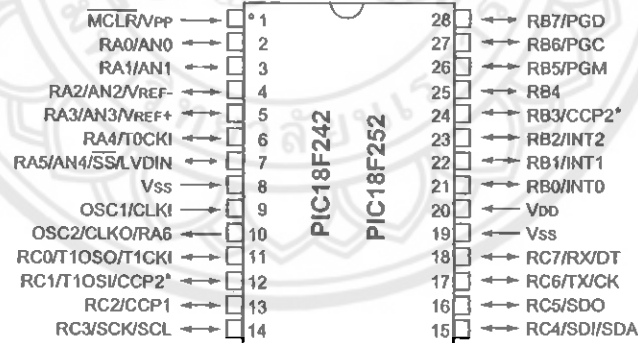 MCLR/VPP 1 28 RB7/PGD
RA0/AN0 2 27 RB6/PGC
RA1/AN1 3 26 RB5/PGM
RA2/AN2/VREF- 4 25 RB4
RA3/AN3/VREF+ 5 24 RB3/CCP2*
RA4/T0CKI 6 23 RB2/INT2
RA5/AN4/SS/LVDIN 7 22 RB1/INT1
VSS 8 21 RB0/INT0
OSC1/CLKI 9 20 VDD
OSC2/CLKO/RA6 10 19 VSS
RC0/T1OSO/T1CKI 11 18 RC7/RX/DT
RC1/T1OSI/CCP2* 12 17 RC6/TX/CK
RC2/CCP1 13 16 RC5/SDO
RC3/SCK/SCL 14 15 RC4/SDI/SDA
PIC18F242
PIC18F252